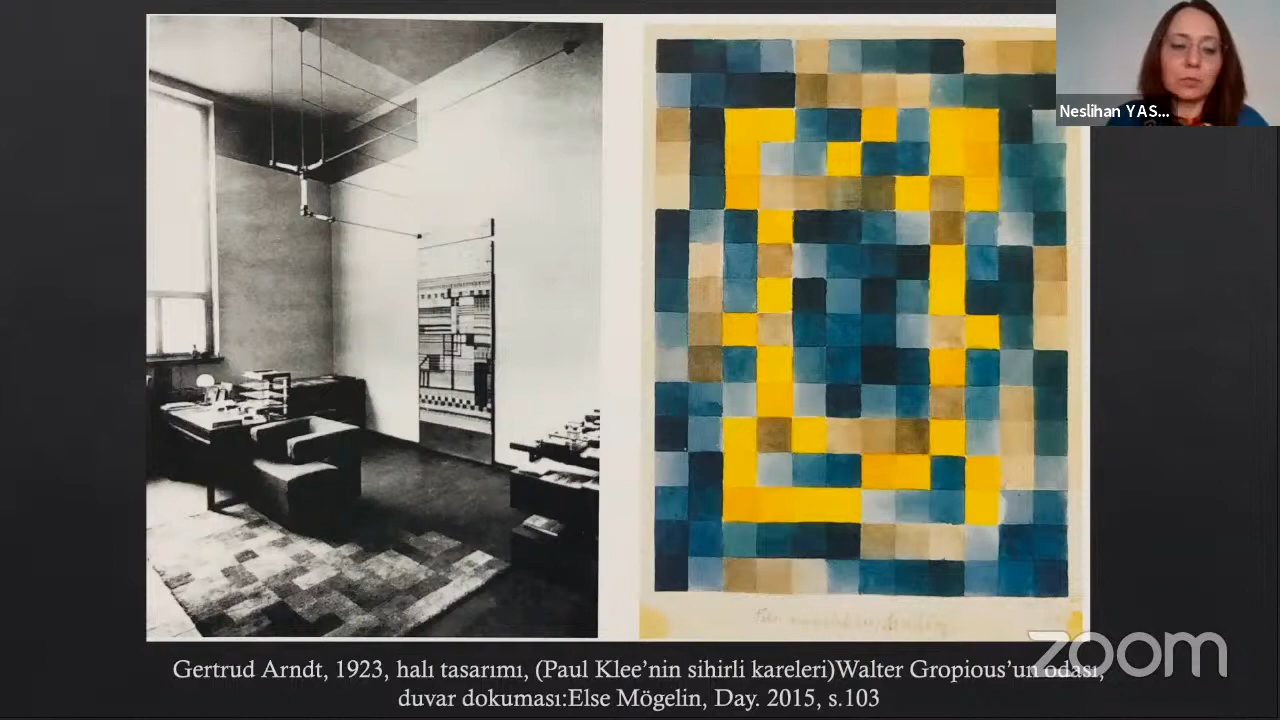 Neslihan YAS...
Gertrud Arndt, 1923, halı tasarımı, (Paul Klee’nin sihirli kareleri)Walter Gropious’un odası,
duvar dokuması:Else Mögelin, Day. 2015, s.103
zoom